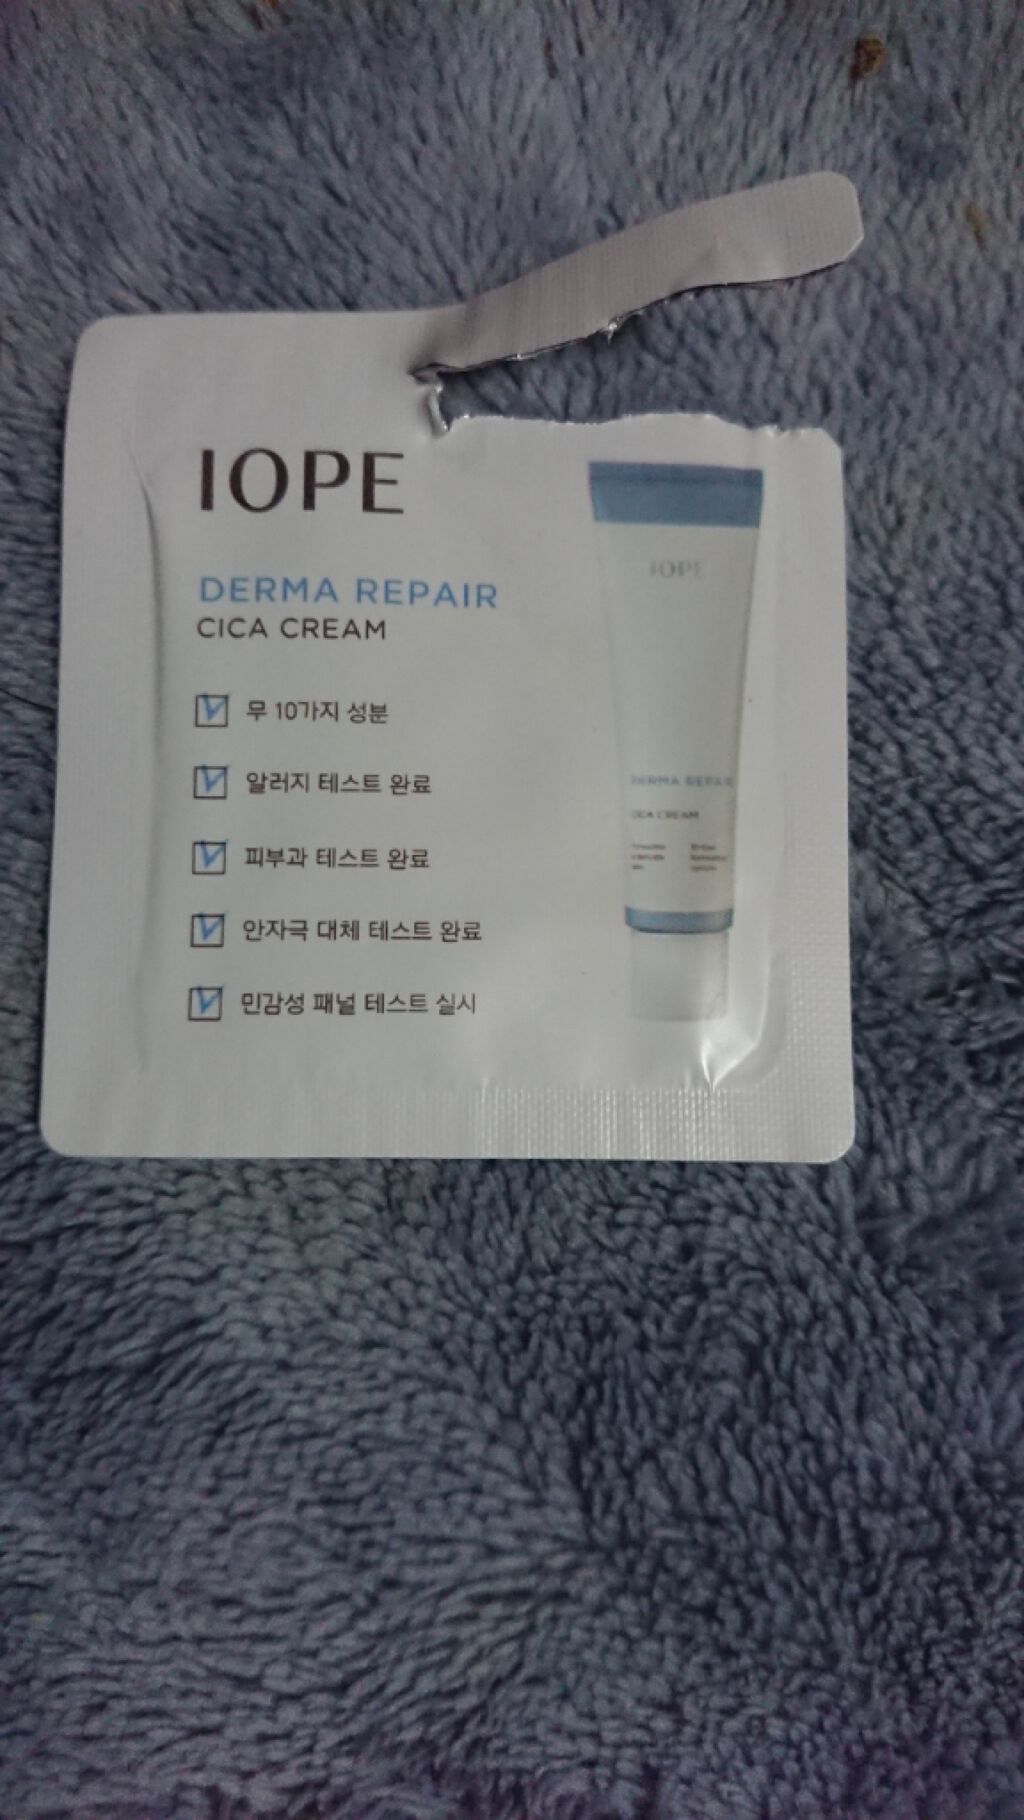 IOPE
DERMA REPAIR
CICA CREAM
무 10가지 성분
알러지 테스트 완료
피부과 테스트 완료
안자극 대체 테스트 완료
민감성 패널 테스트 실시
IOPE
DERMA REPAIR
CICA CREAM